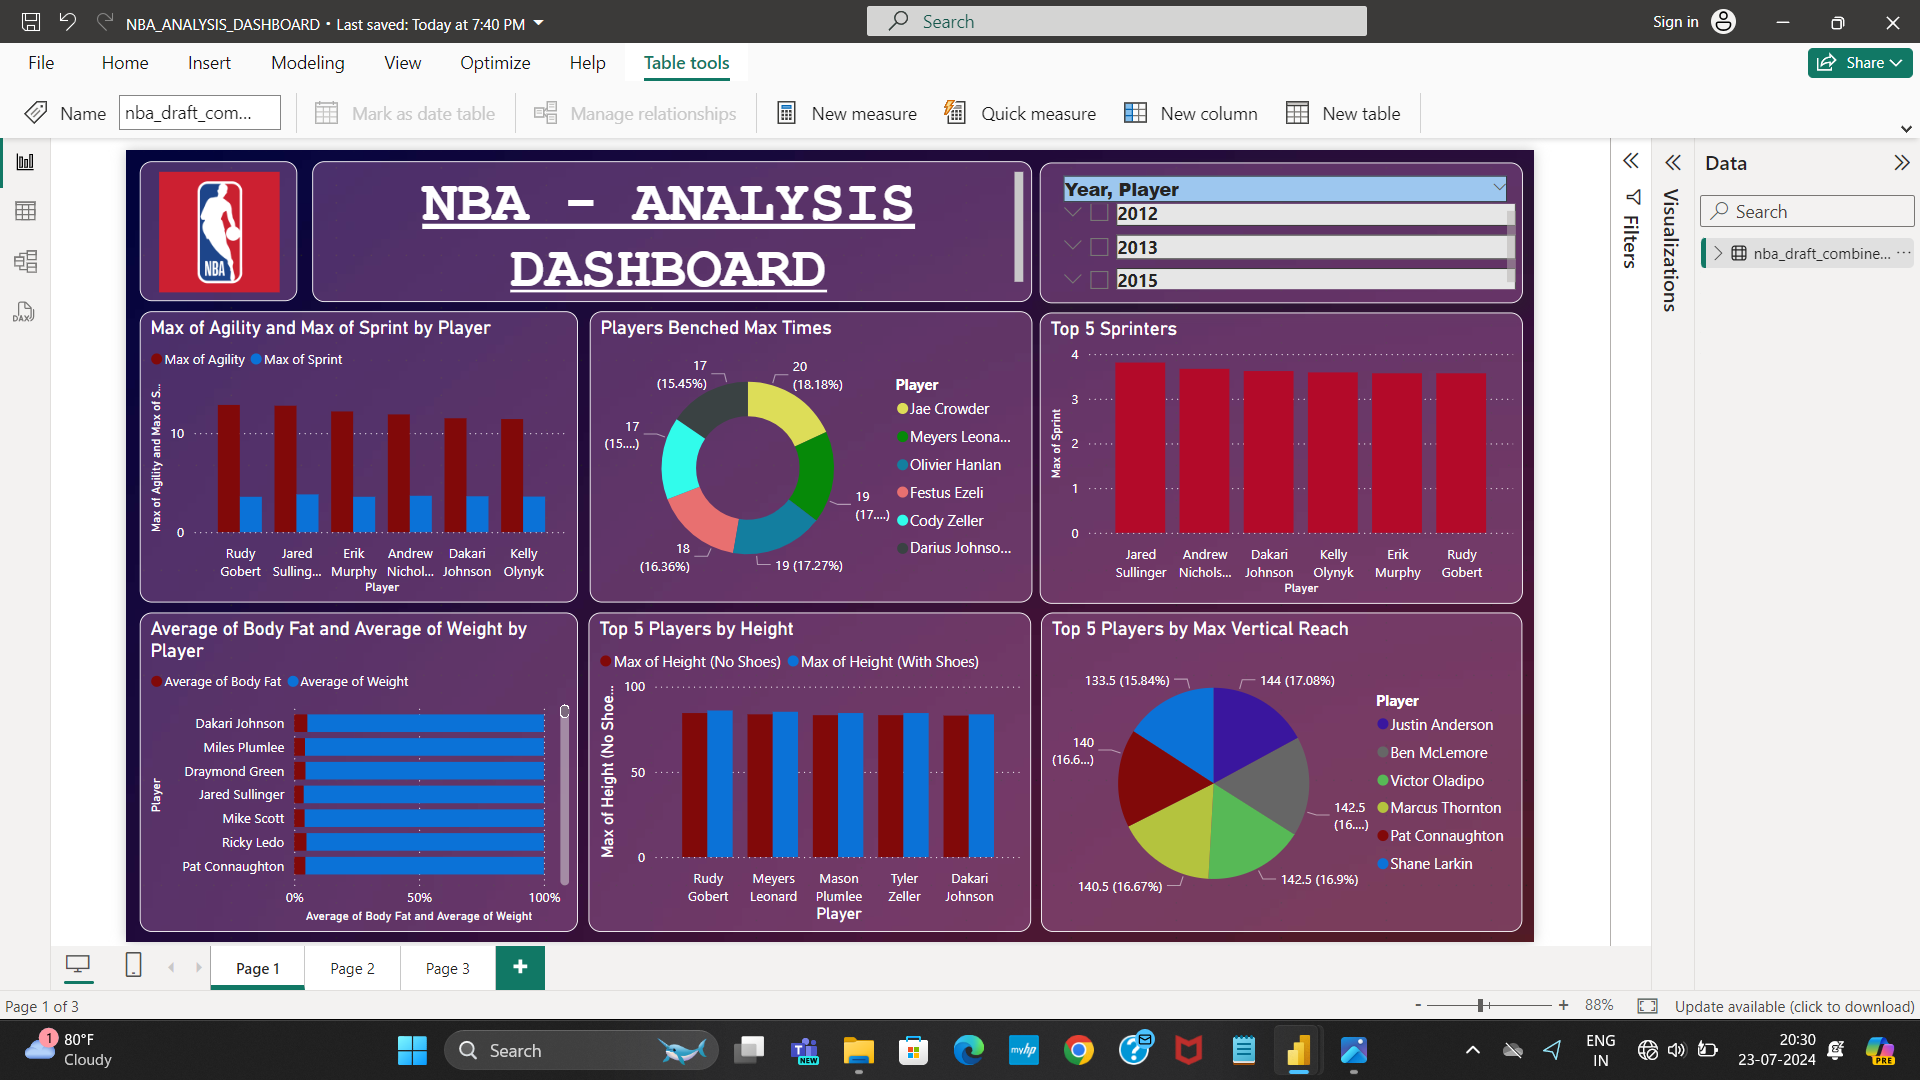 NBA_ANALYSIS_DASHBOARD • Last saved: Today at 7:40 PM
Search
Sign in
File Home Insert Modeling View Optimize Help Table tools
Share
Name nba_draft_com...
Mark as date table
Manage relationships
New measure
Quick measure
New column
New table
NBA
NBA - ANALYSIS
DASHBOARD
Year, Player
2012
2013
2015
Filters
Visualizations
Data
Search
nba_draft_combine... ...
Max of Agility and Max of Sprint by Player
Max of Agility Max of Sprint
Max of Agility and Max of S...
10
0
Rudy Gobert
Jared Sulling...
Erik Murphy
Andrew Nichol...
Dakari Johnson
Kelly Olynyk
Player
Players Benched Max Times
17
(15.45%)
20
(18.18%)
17
(15....)
19
(17....)
18
(16.36%)
19 (17.27%)
Player
Jae Crowder
Meyers Leona...
Olivier Hanlan
Festus Ezeli
Cody Zeller
Darius Johnso...
Top 5 Sprinters
Max of Sprint
4
3
2
1
0
Jared Sullinger
Andrew Nichols...
Dakari Johnson
Kelly Olynyk
Erik Murphy
Rudy Gobert
Player
Average of Body Fat and Average of Weight by
Player
Average of Body Fat Average of Weight
Player
Dakari Johnson
Miles Plumlee
Draymond Green
Jared Sullinger
Mike Scott
Ricky Ledo
Pat Connaughton
0% 50% 100%
Average of Body Fat and Average of Weight
Top 5 Players by Height
Max of Height (No Shoes) Max of Height (With Shoes)
Max of Height (No Shoe...
100
50
0
Rudy Gobert
Meyers Leonard
Mason Plumlee
Tyler Zeller
Dakari Johnson
Player
Top 5 Players by Max Vertical Reach
133.5 (15.84%)
144 (17.08%)
140
(16.6...)
142.5
(16....)
140.5 (16.67%)
142.5 (16.9%)
Player
Justin Anderson
Ben McLemore
Victor Oladipo
Marcus Thornton
Pat Connaughton
Shane Larkin
Page 1 Page 2 Page 3 +
Page 1 of 3
- + 88%
Update available (click to download)
1
80°F
Cloudy
Search
NEW
myhp
ENG
IN
20:30
23-07-2024
PRE
DAX